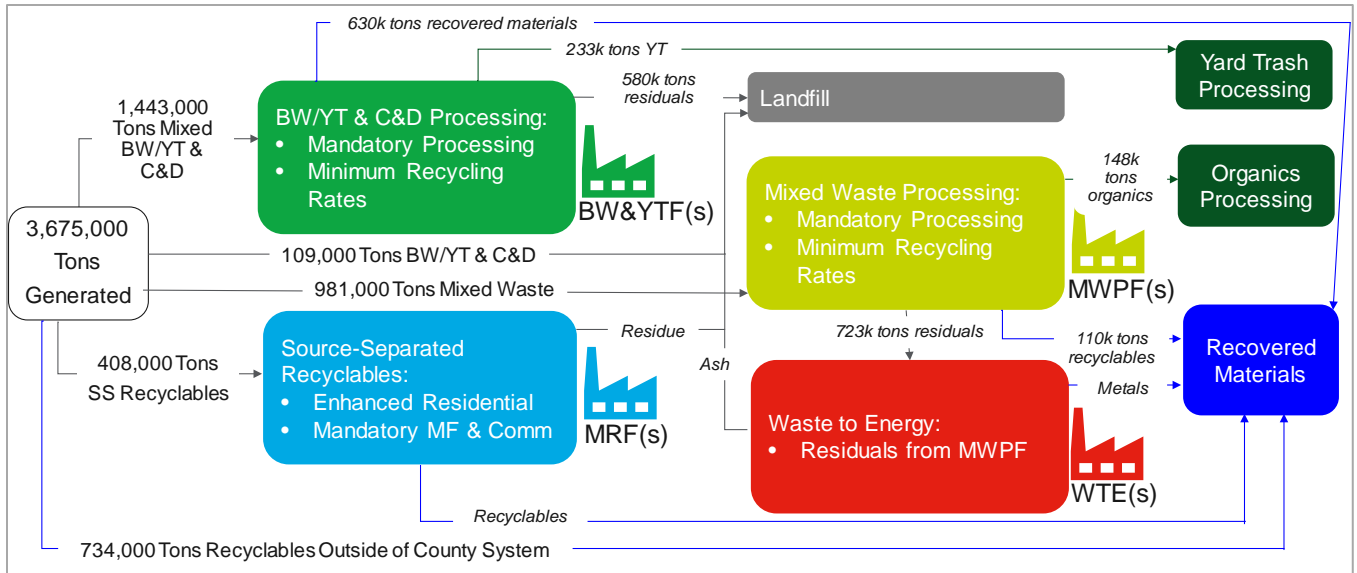 630k tons recovered materials
233k tons YT
Yard Trash
Processing
580k tons
residuals
Landfill
1,443,000
Tons Mixed
BW/YT &
C&D
BW/YT & C&D Processing:
• Mandatory Processing
• Minimum Recycling
Rates
BW&YTF(s)
148k
tons
organics
Organics
Processing
Mixed Waste Processing:
• Mandatory Processing
• Minimum Recycling
Rates
MWPF(s)
3,675,000
Tons
Generated
109,000 Tons BW/YT & C&D
981,000 Tons Mixed Waste
408,000 Tons
SS Recyclables
Source-Separated
Recyclables:
• Enhanced Residential
• Mandatory MF & Comm
MRF(s)
Residue
Ash
723k tons residuals
110k tons
recyclables
Metals
Recovered
Materials
Waste to Energy:
• Residuals from MWPF
WTE(s)
Recyclables
734,000 Tons Recyclables Outside of County System